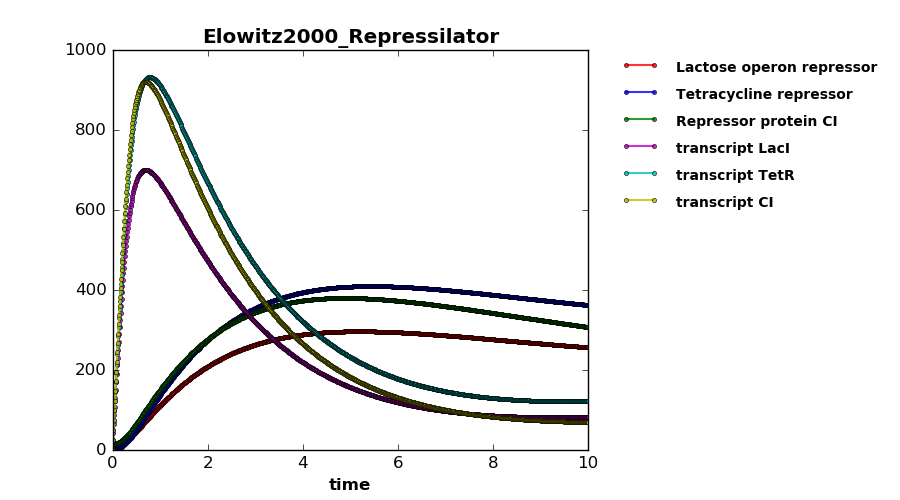 Elowitz2000_Repressilator
1000
800
600
400
200
0
0 2 4 6 8 10
time
Lactose operon repressor
Tetracycline repressor
Repressor protein CI
transcript LacI
transcript TetR
transcript CI